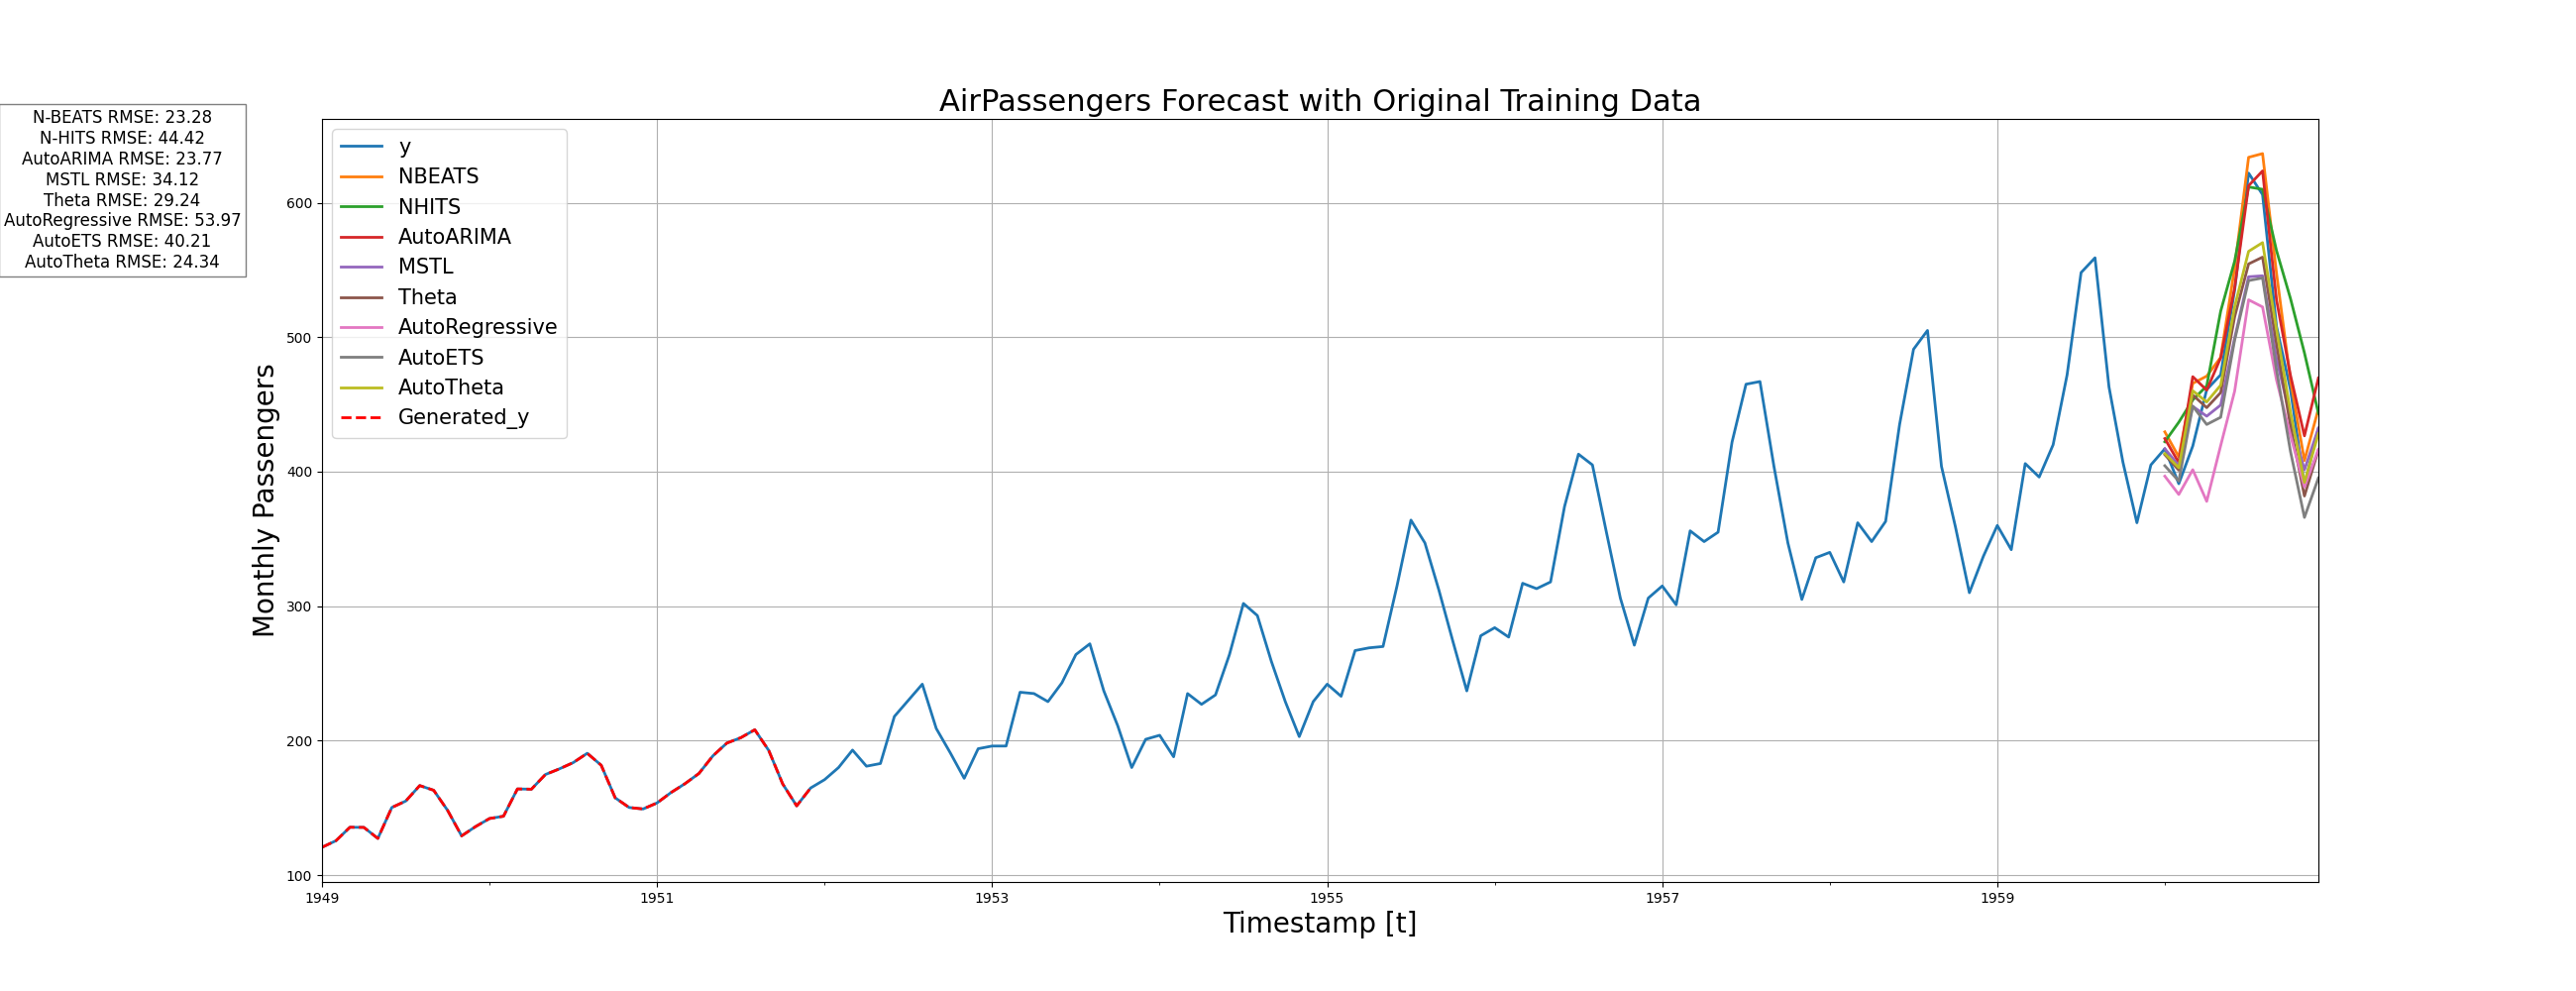 AirPassengers Forecast with Original Training Data
N-BEATS RMSE: 23.28
N-HITS RMSE: 44.42
AutoARIMA RMSE: 23.77
MSTL RMSE: 34.12
Theta RMSE: 29.24
AutoRegressive RMSE: 53.97
AutoETS RMSE: 40.21
AutoTheta RMSE: 24.34
y
NBEATS
NHITS
AutoARIMA
MSTL
Theta
AutoRegressive
AutoETS
AutoTheta
Generated_y
Monthly Passengers
600
500
400
300
200
100
1949
1951
1953
1955
1957
1959
Timestamp [t]